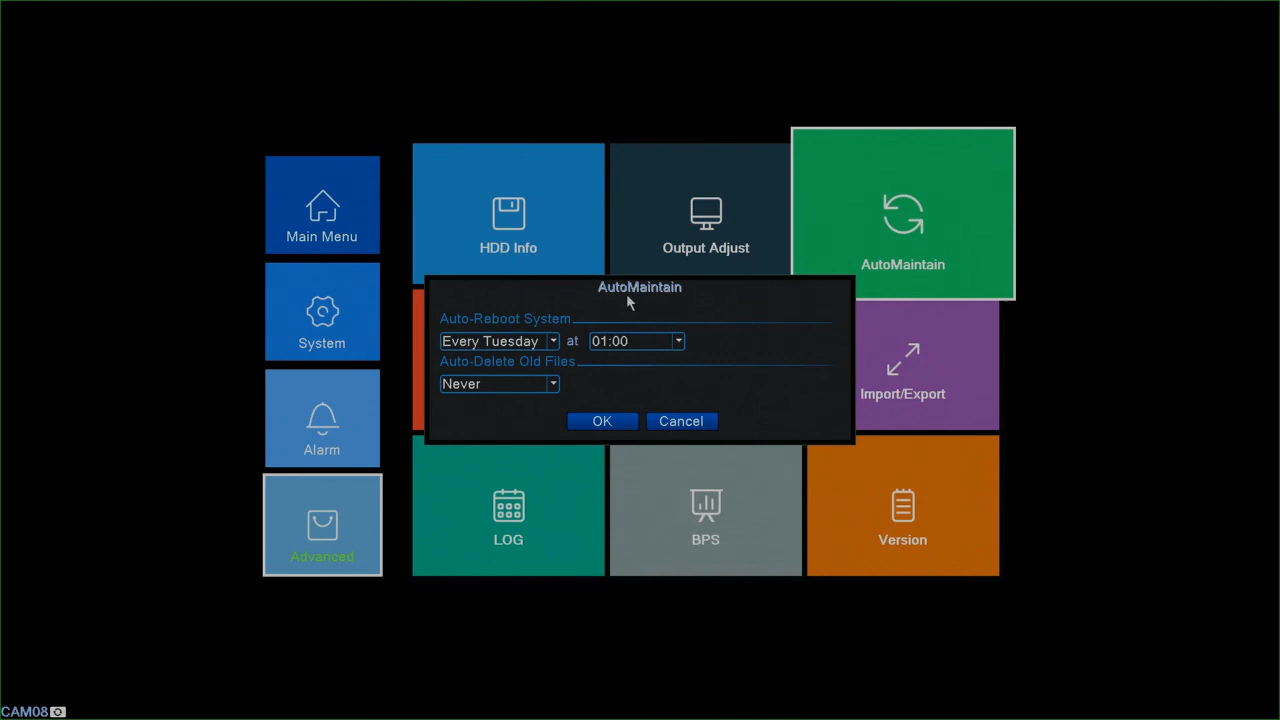 Main Menu
System
Alarm
Advanced
HDD Info
Output Adjust
AutoMaintain
AutoMaintain
Auto-Reboot System
Every Tuesday at 01:00
Auto-Delete Old Files
Never
OK Cancel
Import/Export
LOG
BPS
Version
CAM08